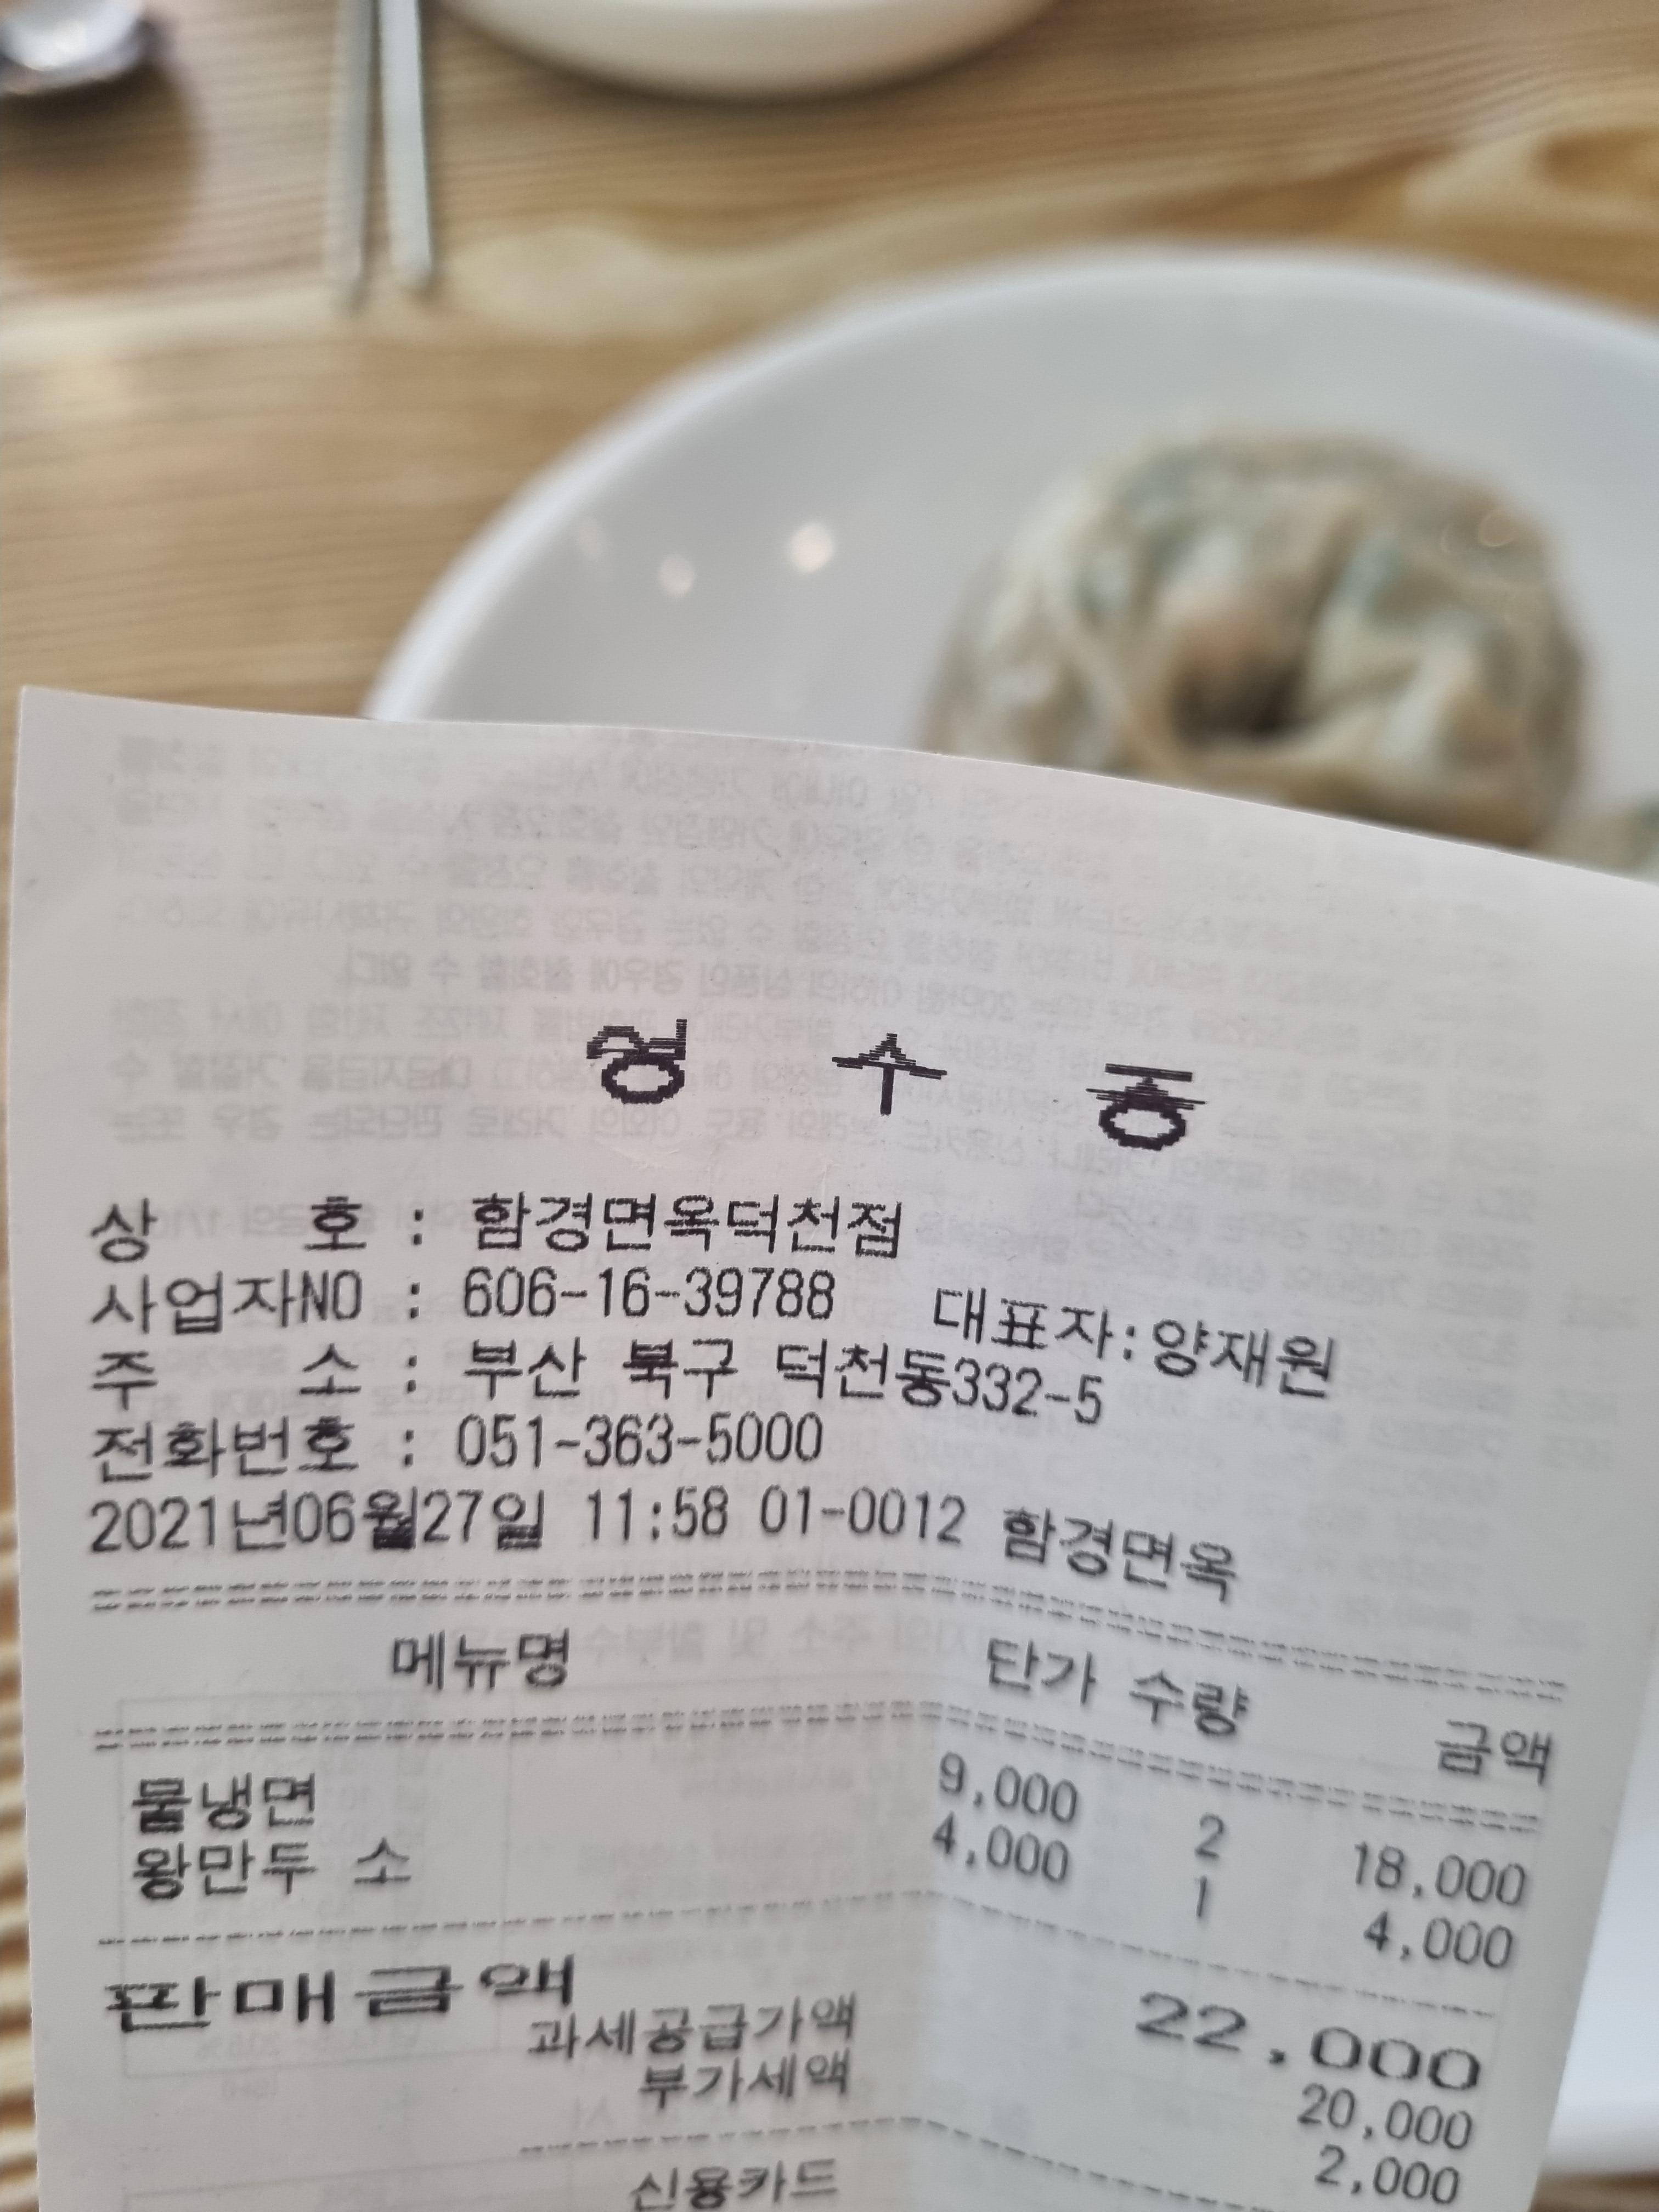 영 수 증
상 호 : 함경면옥덕천점
사업자NO : 606-16-39788 대표자:양재원
주 소 : 부산 북구 덕천동332-5
전화번호 : 051-363-5000
2021년06월27일 11:58 01-0012 함경면옥
메뉴명 단가 수량 금액
물냉면 9,000 2 18,000
왕만두 소 4,000 1 4,000
판매금액 22,000
과세공급가액 20,000
부가세액 2,000
신용카드